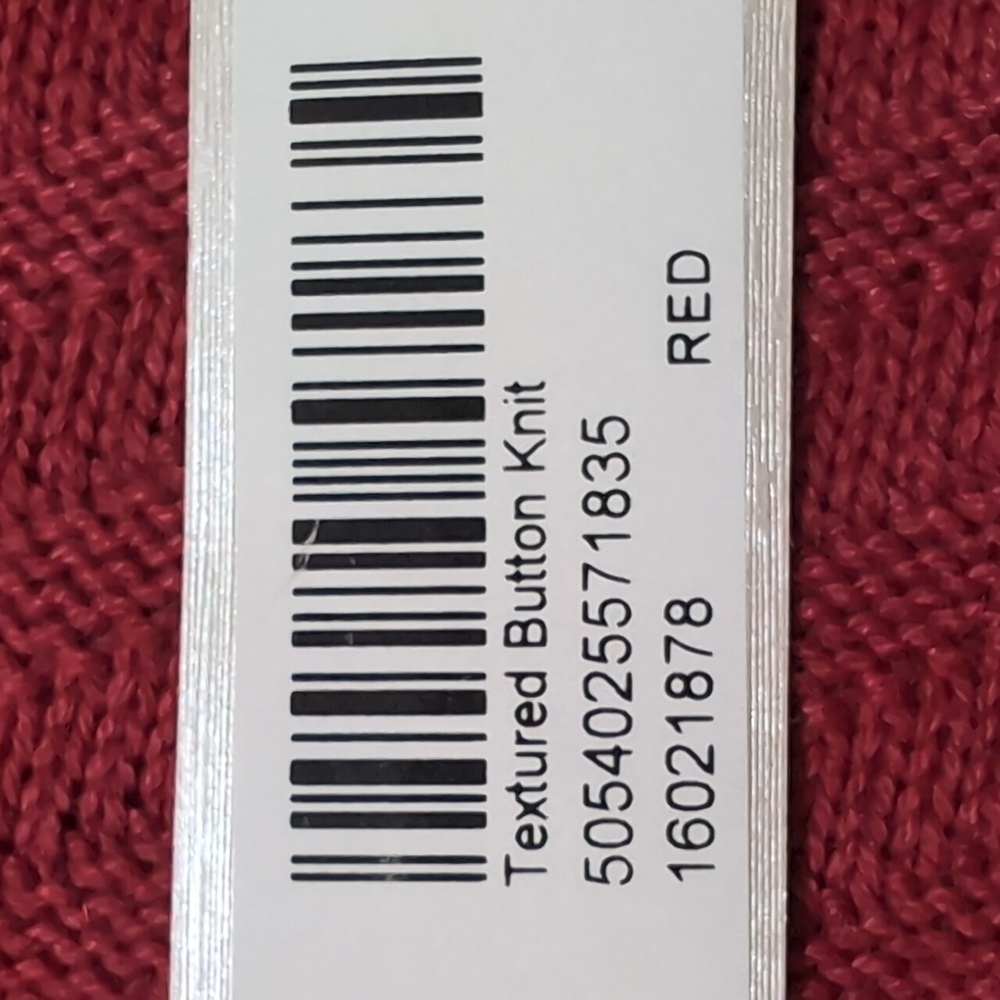 Textured Button Knit
5054025571835
16021878 RED